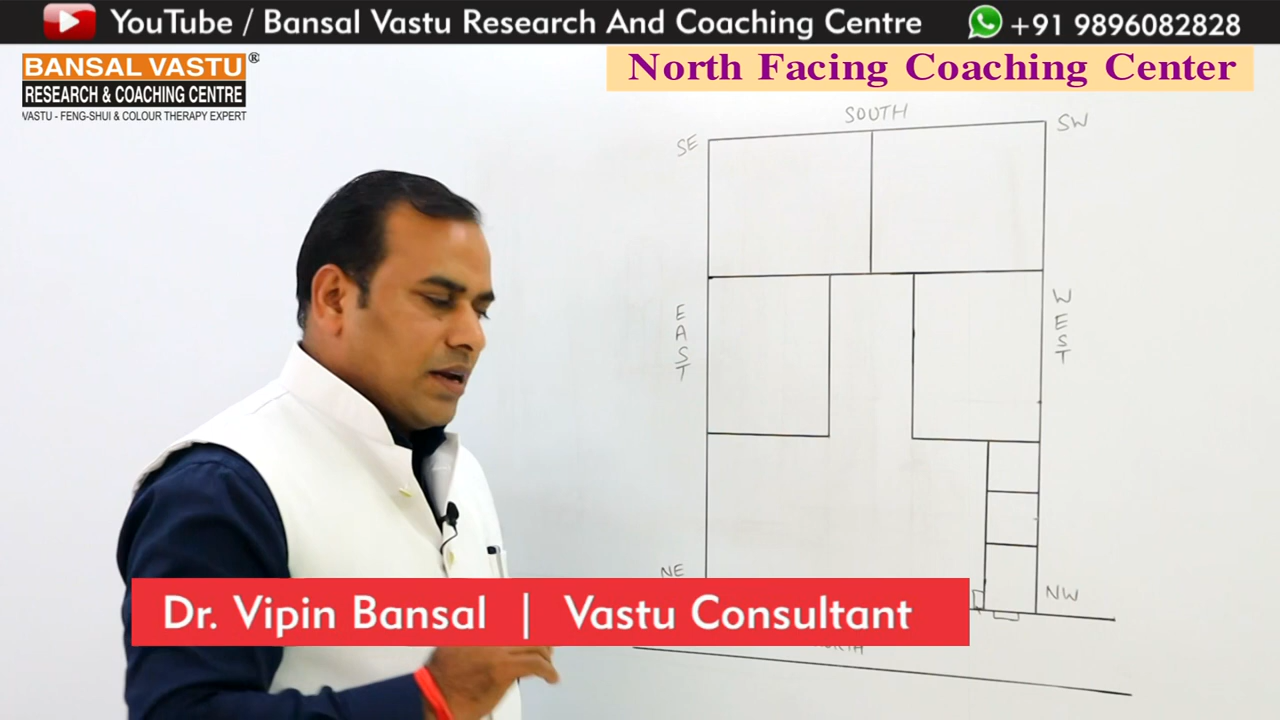 YouTube / Bansal Vastu Research And Coaching Centre
+91 9896082828
BANSAL VASTU®
RESEARCH & COACHING CENTRE
VASTU - FENG-SHUI & COLOUR THERAPY EXPERT
North Facing Coaching Center
SOUTH
SE
SW
EAST
WEST
NE
NW
Dr. Vipin Bansal | Vastu Consultant